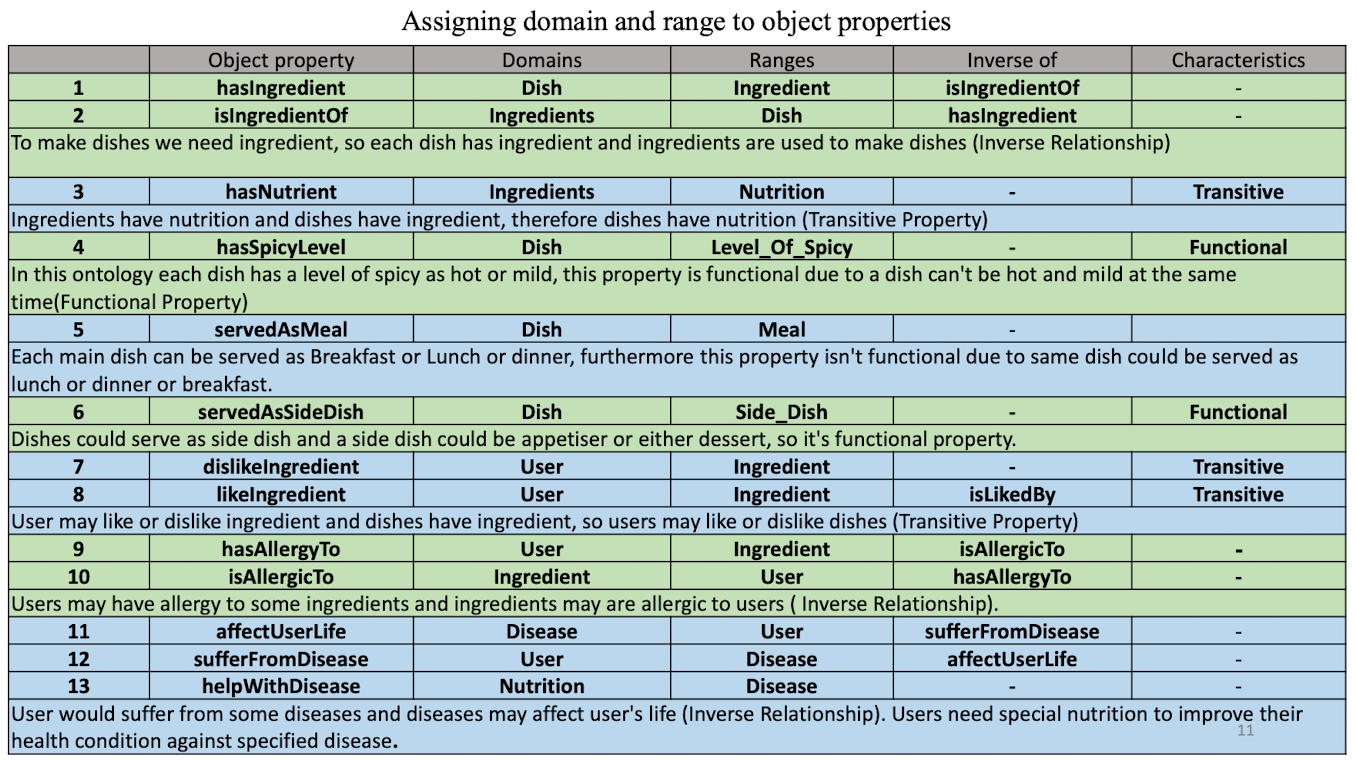 Assigning domain and range to object properties
Object property Domains Ranges Inverse of Characteristics
1 hasIngredient Dish Ingredient isIngredientOf -
2 isIngredientOf Ingredients Dish hasIngredient -
To make dishes we need ingredient, so each dish has ingredient and ingredients are used to make dishes (Inverse Relationship)
3 hasNutrient Ingredients Nutrition - Transitive
Ingredients have nutrition and dishes have ingredient, therefore dishes have nutrition (Transitive Property)
4 hasSpicyLevel Dish Level_Of_Spicy - Functional
In this ontology each dish has a level of spicy as hot or mild, this property is functional due to a dish can't be hot and mild at the same
time(Functional Property)
5 servedAsMeal Dish Meal -
Each main dish can be served as Breakfast or Lunch or dinner, furthermore this property isn't functional due to same dish could be served as
lunch or dinner or breakfast.
6 servedAsSideDish Dish Side_Dish - Functional
Dishes could serve as side dish and a side dish could be appetiser or either dessert, so it's functional property.
7 dislikeIngredient User Ingredient - Transitive
8 likeIngredient User Ingredient isLikedBy Transitive
User may like or dislike ingredient and dishes have ingredient, so users may like or dislike dishes (Transitive Property)
9 hasAllergyTo User Ingredient isAllergicTo -
10 isAllergicTo Ingredient User hasAllergyTo -
Users may have allergy to some ingredients and ingredients may are allergic to users ( Inverse Relationship).
11 affectUserLife Disease User sufferFromDisease -
12 sufferFromDisease User Disease affectUserLife -
13 helpWithDisease Nutrition Disease - -
User would suffer from some diseases and diseases may affect user's life (Inverse Relationship). Users need special nutrition to improve their
health condition against specified disease.
11